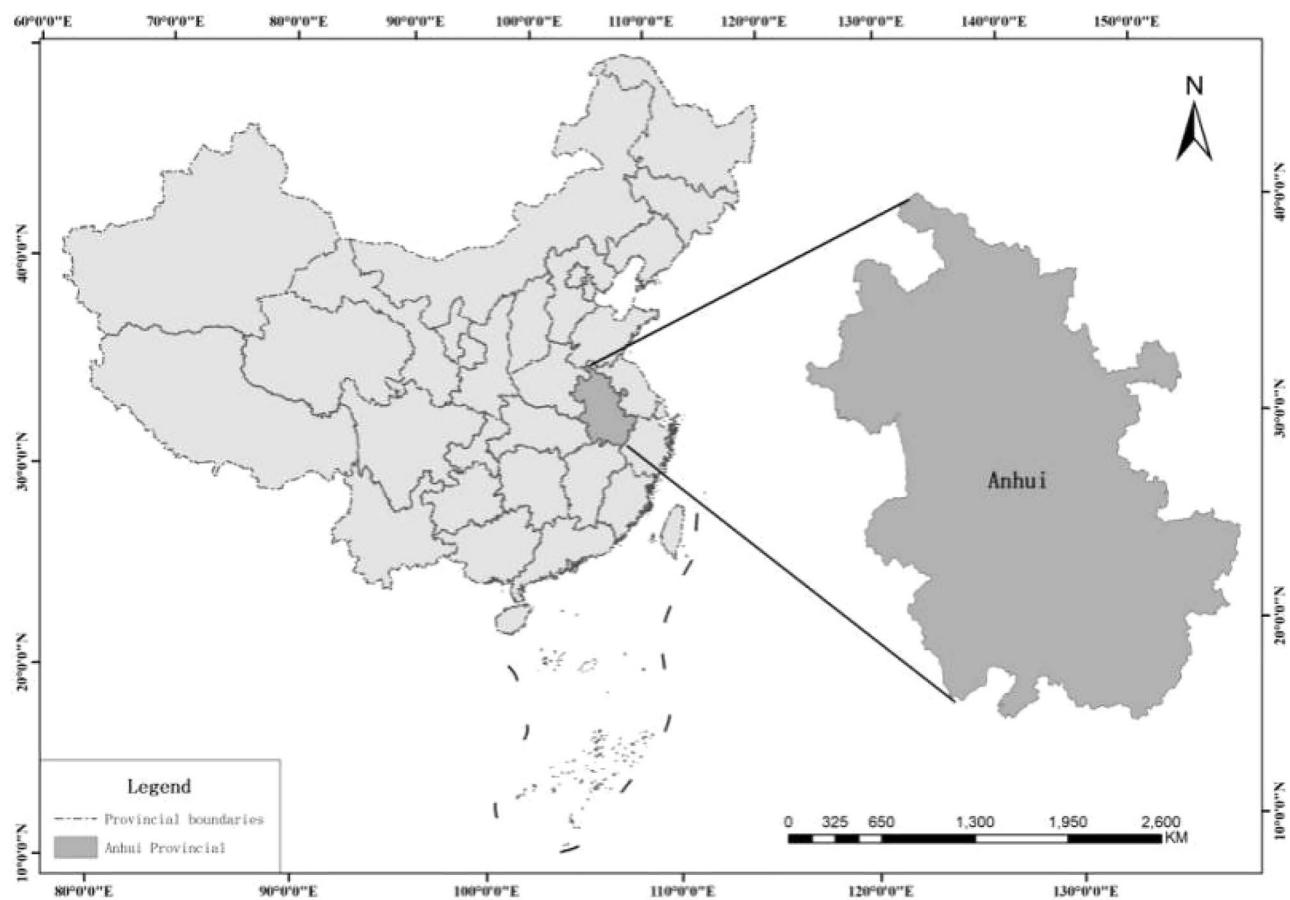 60°0'0"E 70°0'0"E 80°0'0"E 90°0'0"E 100°0'0"E 110°0'0"E 120°0'0"E 130°0'0"E 140°0'0"E 150°0'0"E
N
40°0'0"N
40°0'0"N
30°0'0"N
30°0'0"N
Anhui
20°0'0"N
20°0'0"N
10°0'0"N
10°0'0"N
Legend
Provincial boundaries
Anhui Provincial
0 325 650 1,300 1,950 2,600
KM
80°0'0"E 90°0'0"E 100°0'0"E 110°0'0"E 120°0'0"E 130°0'0"E